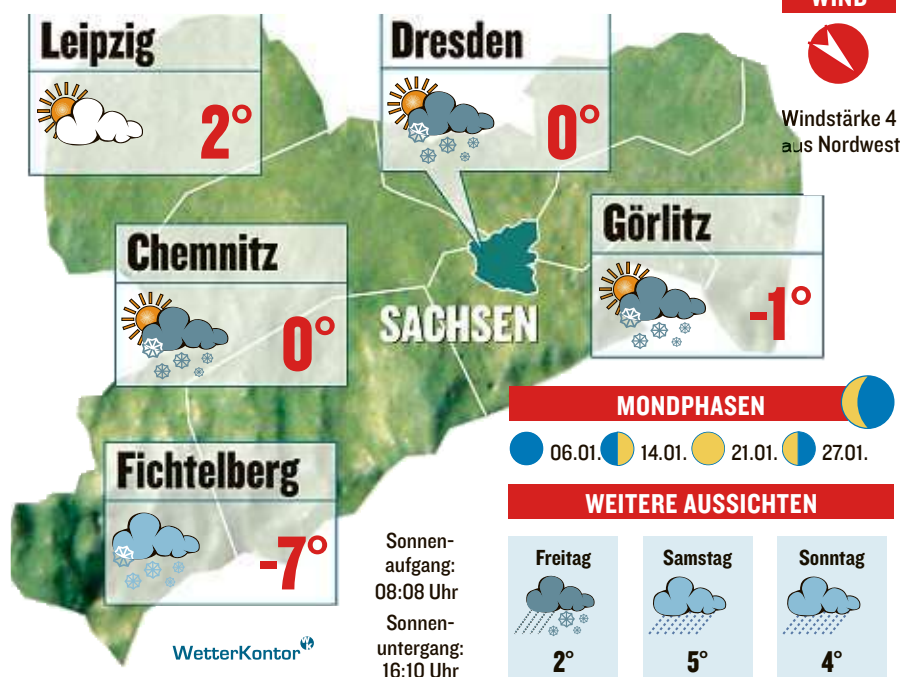 WIND
Windstärke 4
aus Nordwest
Leipzig
2°
Dresden
0°
Chemnitz
0°
Görlitz
-1°
SACHSEN
Fichtelberg
-7°
MONDPHASEN
06.01. 14.01. 21.01. 27.01.
WEITERE AUSSICHTEN
Freitag
2°
Samstag
5°
Sonntag
4°
Sonnen-
aufgang:
08:08 Uhr
Sonnen-
untergang:
16:10 Uhr
WetterKontor